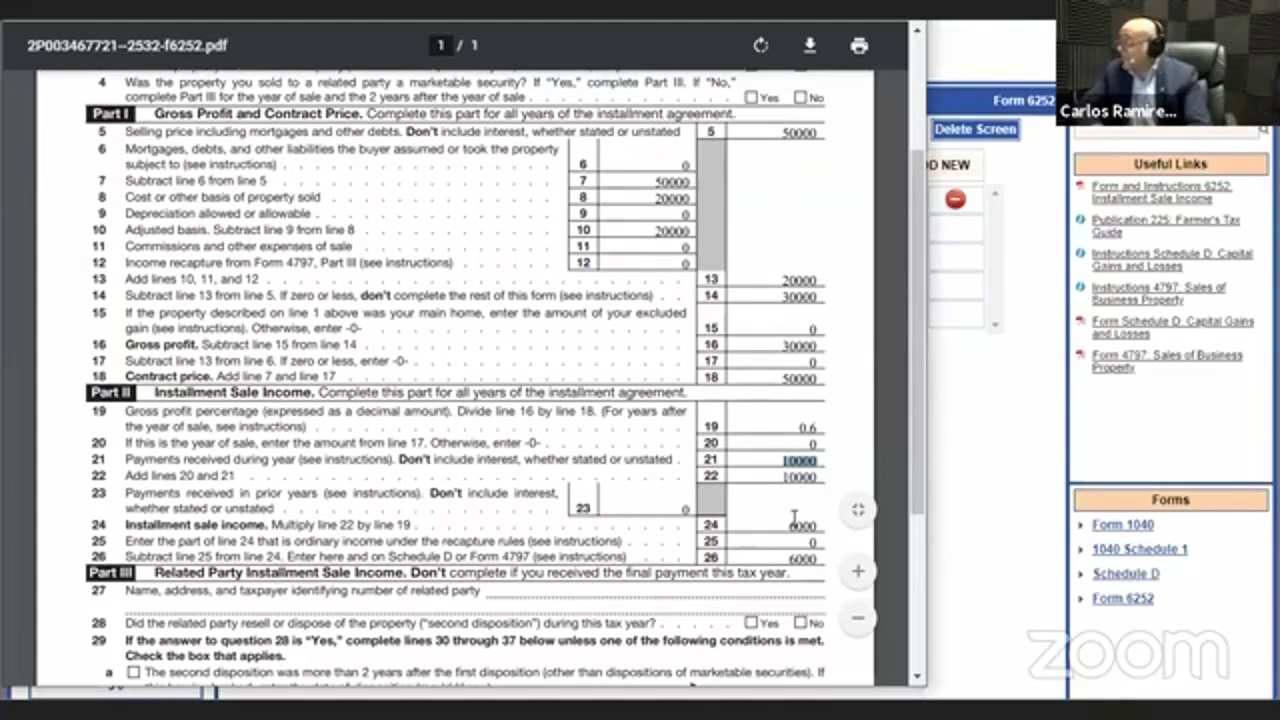 2P003467721--2532-f6252.pdf
1 / 1
4 Was the property you sold to a related party a marketable security? If "Yes," complete Part III. If "No,"
complete Part III for the year of sale and the 2 years after the year of sale . . . Yes No
Part I Gross Profit and Contract Price. Complete this part for all years of the installment agreement.
5 Selling price including mortgages and other debts. Don't include interest, whether stated or unstated 5 50000
6 Mortgages, debts, and other liabilities the buyer assumed or took the property
subject to (see instructions) . . . 6 0
7 Subtract line 6 from line 5 . . . 7 50000
8 Cost or other basis of property sold . . . 8 20000
9 Depreciation allowed or allowable . . . 9 0
10 Adjusted basis. Subtract line 9 from line 8 . . . 10 20000
11 Commissions and other expenses of sale . . . 11 0
12 Income recapture from Form 4797, Part III (see instructions) . . . 12 0
13 Add lines 10, 11, and 12 . . . 13 20000
14 Subtract line 13 from line 5. If zero or less, don't complete the rest of this form (see instructions) . . 14 30000
15 If the property described on line 1 above was your main home, enter the amount of your excluded
gain (see instructions). Otherwise, enter -0- . . . 15 0
16 Gross profit. Subtract line 15 from line 14 . . . 16 30000
17 Subtract line 13 from line 6. If zero or less, enter -0- . . . 17 0
18 Contract price. Add line 7 and line 17 . . . 18 50000
Part II Installment Sale Income. Complete this part for all years of the installment agreement.
19 Gross profit percentage (expressed as a decimal amount). Divide line 16 by line 18. (For years after
the year of sale, see instructions) . . . 19 0.6
20 If this is the year of sale, enter the amount from line 17. Otherwise, enter -0- . . . 20 0
21 Payments received during year (see instructions). Don't include interest, whether stated or unstated . 21 10000
22 Add lines 20 and 21 . . . 22 10000
23 Payments received in prior years (see instructions). Don't include interest,
whether stated or unstated . . . 23 0
24 Installment sale income. Multiply line 22 by line 19 . . . 24 6000
25 Enter the part of line 24 that is ordinary income under the recapture rules (see instructions) . . . 25 0
26 Subtract line 25 from line 24. Enter here and on Schedule D or Form 4797 (see instructions) . . . 26 6000
Part III Related Party Installment Sale Income. Don't complete if you received the final payment this tax year.
27 Name, address, and taxpayer identifying number of related party
28 Did the related party resell or dispose of the property ("second disposition") during this tax year? . . . Yes No
29 If the answer to question 28 is "Yes," complete lines 30 through 37 below unless one of the following conditions is met.
Check the box that applies.
a The second disposition was more than 2 years after the first disposition (other than dispositions of marketable securities). If
Form 6252
Delete Screen
D NEW
Carlos Ramire...
Useful Links
Form and Instructions 6252:
Installment Sale Income
Publication 225: Farmer's Tax
Guide
Instructions Schedule D: Capital
Gains and Losses
Instructions 4797: Sales of
Business Property
Form Schedule D: Capital Gains
and Losses
Form 4797: Sales of Business
Property
Forms
Form 1040
1040 Schedule 1
Schedule D
Form 6252
zoom